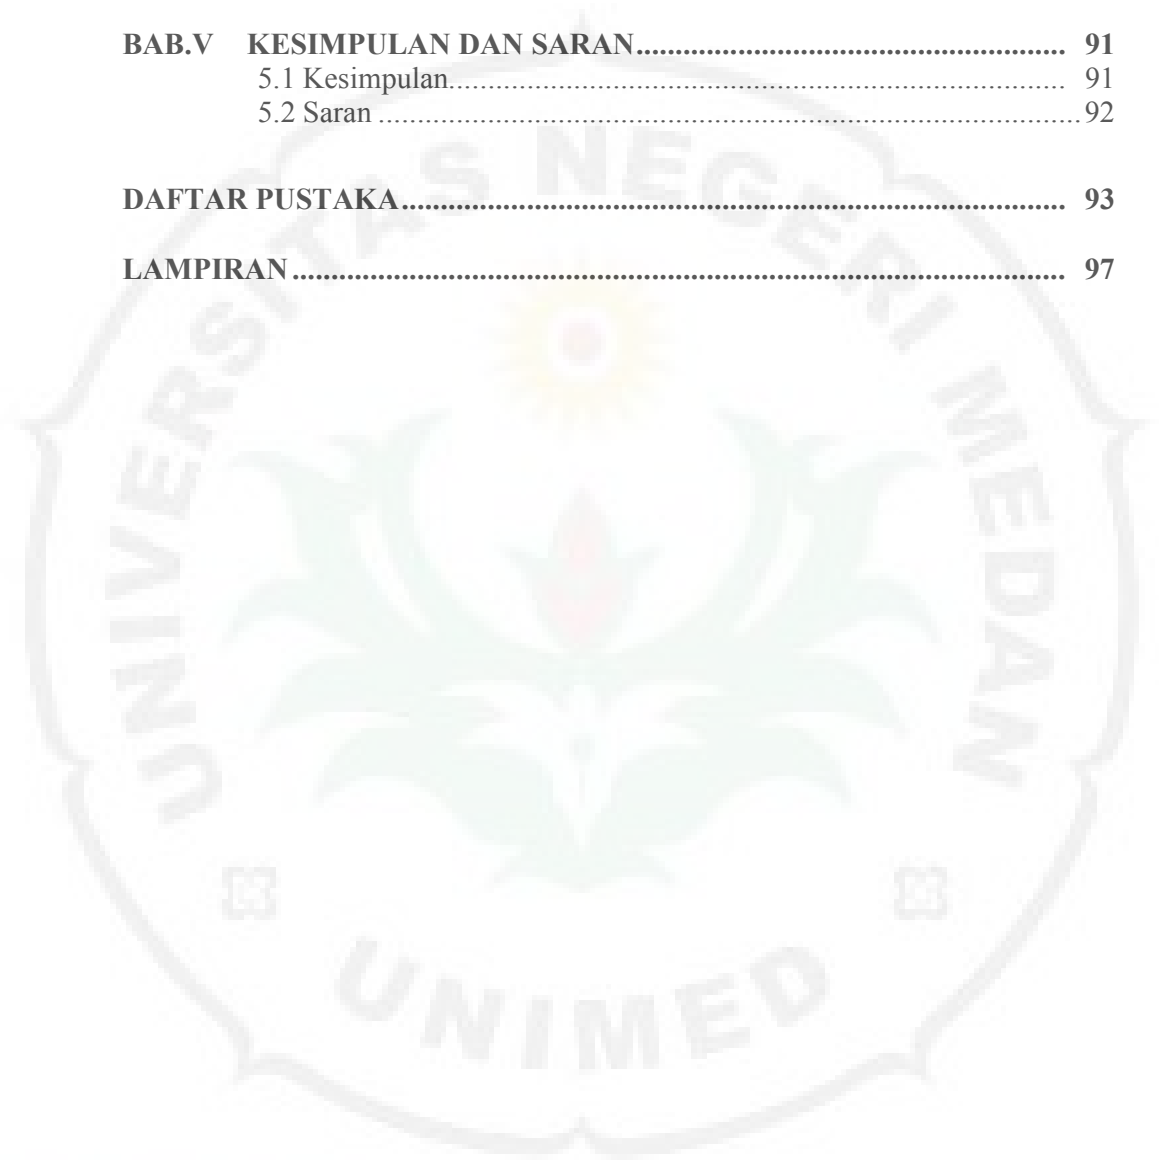 BAB.V KESIMPULAN DAN SARAN........................................................ 91
5.1 Kesimpulan............................................................................... 91
5.2 Saran ..........................................................................................92
DAFTAR PUSTAKA...................................................................................... 93
LAMPIRAN.................................................................................................... 97
UNIVERSITAS NEGERI MEDAN
UNIMED